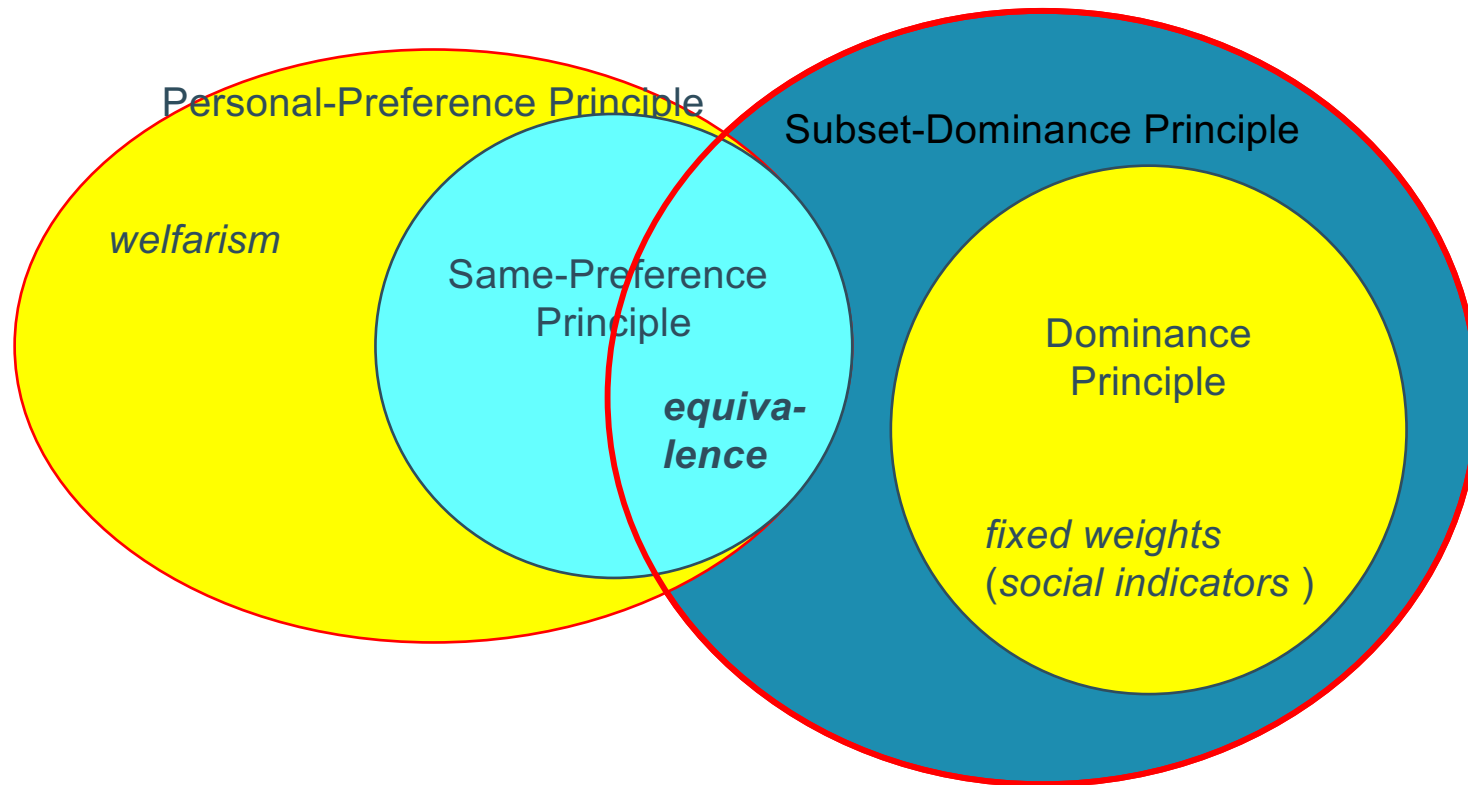 Personal-Preference Principle
Subset-Dominance Principle
welfarism
Same-Preference
Principle
Dominance
Principle
equiva-
lence
fixed weights
(social indicators )